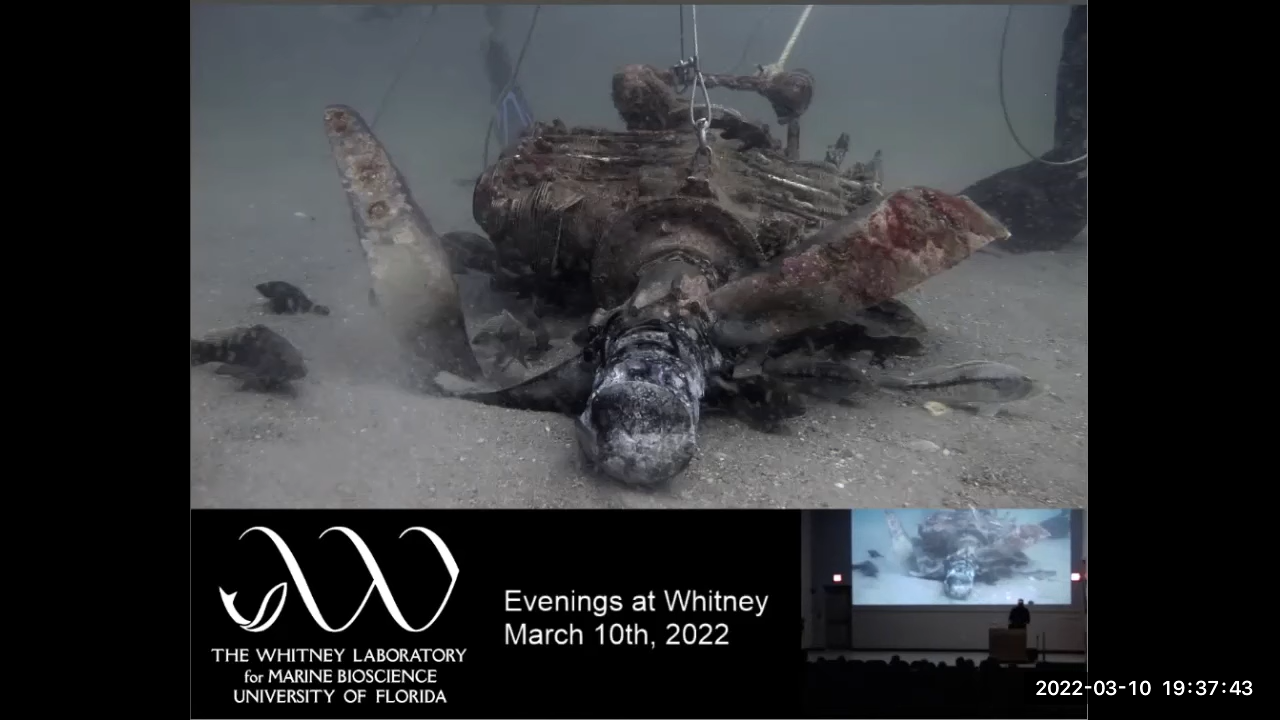 Evenings at Whitney
March 10th, 2022
THE WHITNEY LABORATORY
for MARINE BIOSCIENCE
UNIVERSITY OF FLORIDA
2022-03-10 19:37:43